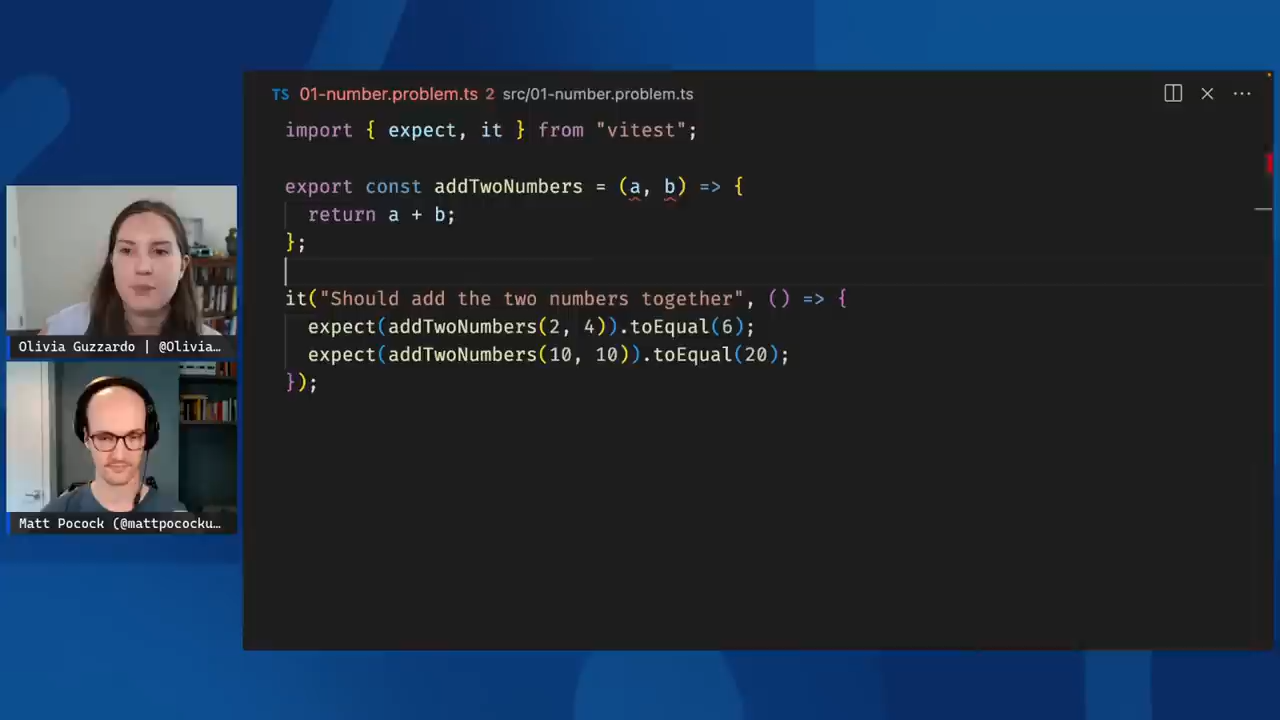 TS 01-number.problem.ts 2 src/01-number.problem.ts
import { expect, it } from "vitest";
export const addTwoNumbers = (a, b) => {
return a + b;
};
it("Should add the two numbers together", () => {
expect(addTwoNumbers(2, 4)).toEqual(6);
expect(addTwoNumbers(10, 10)).toEqual(20);
});
Olivia Guzzardo | @Olivia…
Matt Pocock (@mattpococku…